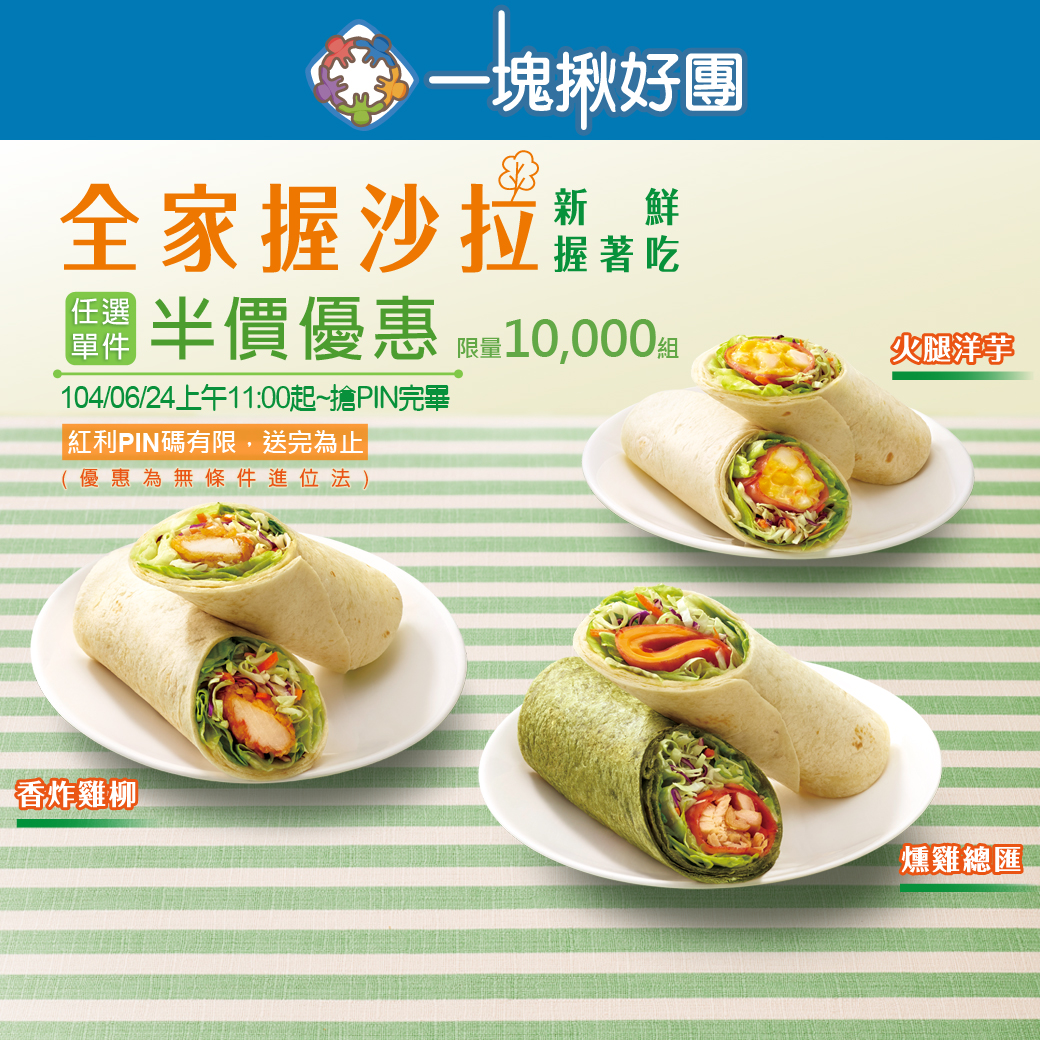 一塊揪好團
全家握沙拉
新鮮
握著吃
任選
單件
半價優惠
限量10,000組
104/06/24上午11:00起~搶PIN完畢
紅利PIN碼有限，送完為止
(優惠為無條件進位法)
火腿洋芋
香炸雞柳
燻雞總匯